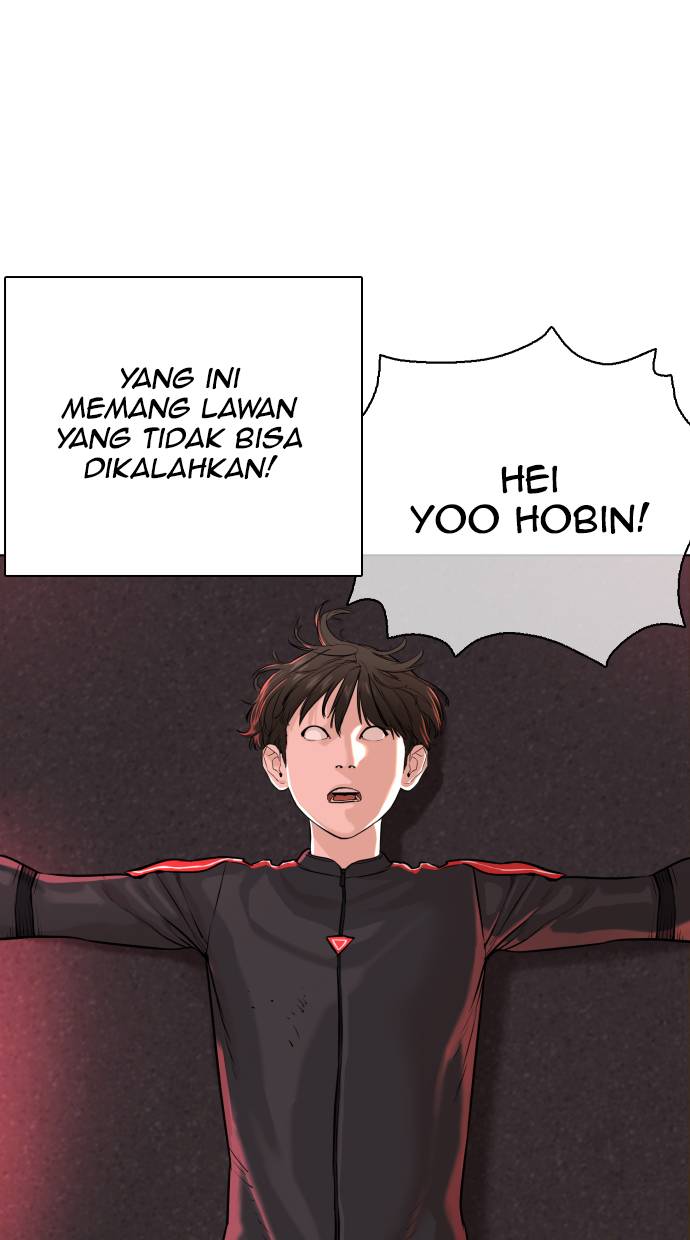 YANG INI
MEMANG LAWAN
YANG TIDAK BISA
DIKALAHKAN!
HEI
YOO HOBIN!